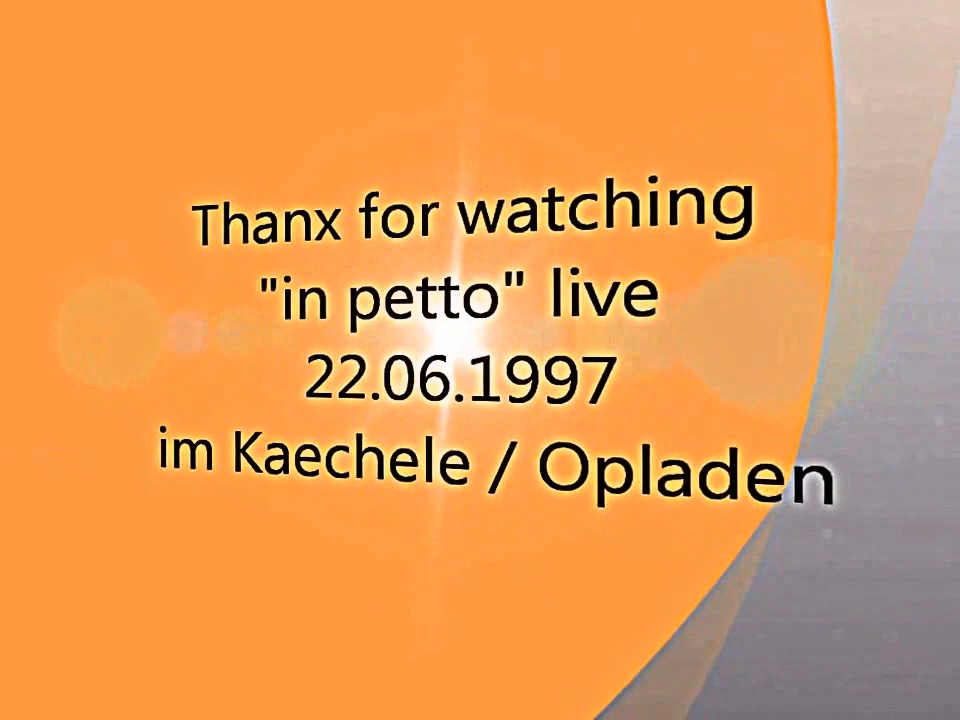 Thanx for watching
"in petto" live
22.06.1997
im Kaechele / Opladen